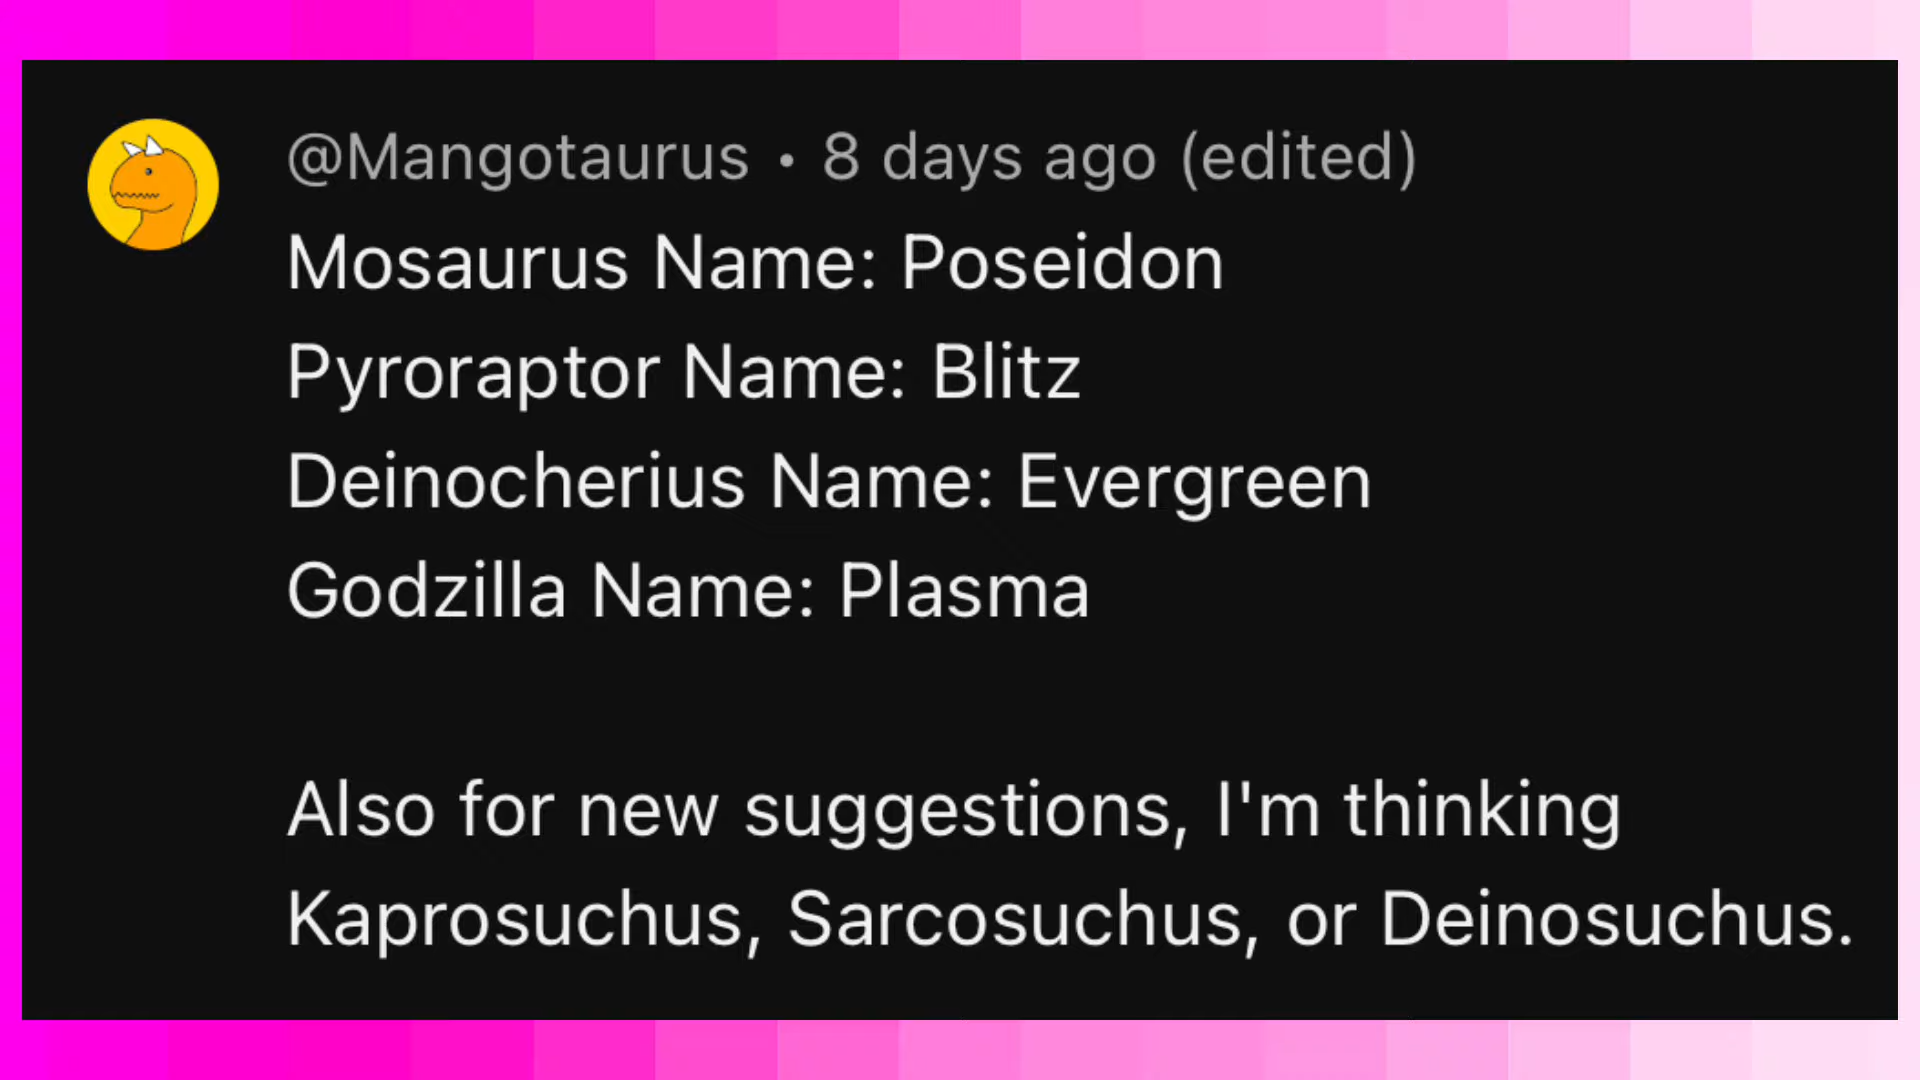 @Mangotaurus • 8 days ago (edited)
Mosaurus Name: Poseidon
Pyroraptor Name: Blitz
Deinocherius Name: Evergreen
Godzilla Name: Plasma
Also for new suggestions, I'm thinking
Kaprosuchus, Sarcosuchus, or Deinosuchus.